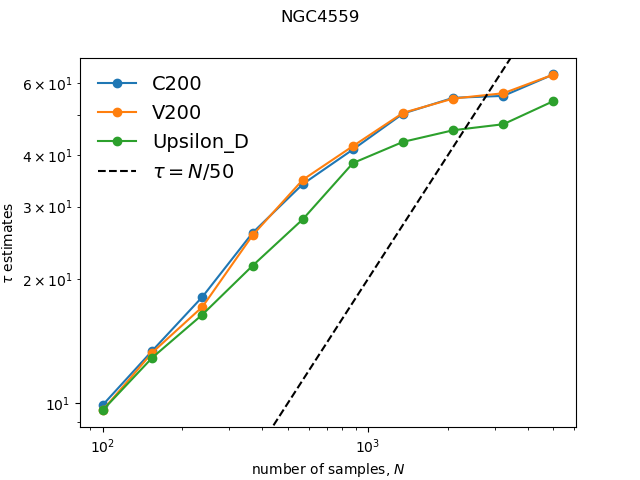 NGC4559
C200
V200
Upsilon_D
τ = N/50
6 × 10¹
4 × 10¹
3 × 10¹
2 × 10¹
10¹
τ estimates
10² 10³
number of samples, N